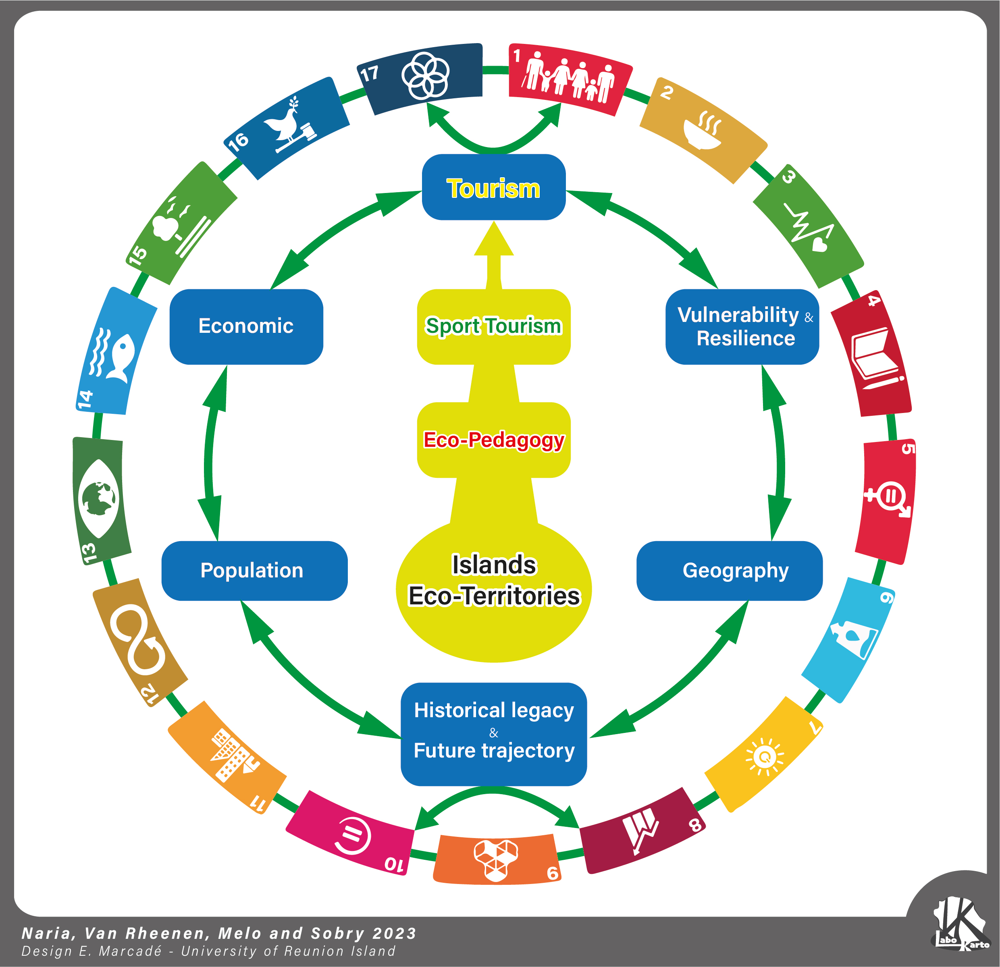 17
1
2
16
3
15
4
14
5
13
6
12
7
11
8
10
9
Tourism
Economic
Sport Tourism
Vulnerability &
Resilience
Eco-Pedagogy
Population
Islands
Eco-Territories
Geography
Historical legacy
&
Future trajectory
Naria, Van Rheenen, Melo and Sobry 2023
Design E. Marcadé - University of Reunion Island
LK
Labo
Karto